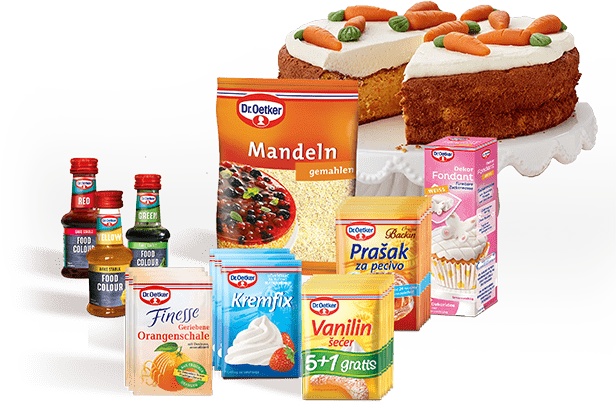 Dr. Oetker
Mandeln
gemahlen
Dr. Oetker
Dekor
Fondant
WEISS
RED
FOOD
COLOUR
YELLOW
FOOD
COLOUR
GREEN
FOOD
COLOUR
Dr. Oetker
Prašak
za pecivo
Dr. Oetker
Finesse
Geriebene
Orangenschale
Dr. Oetker
Kremfix
Dr. Oetker
Vanilin
šećer
5+1 gratis